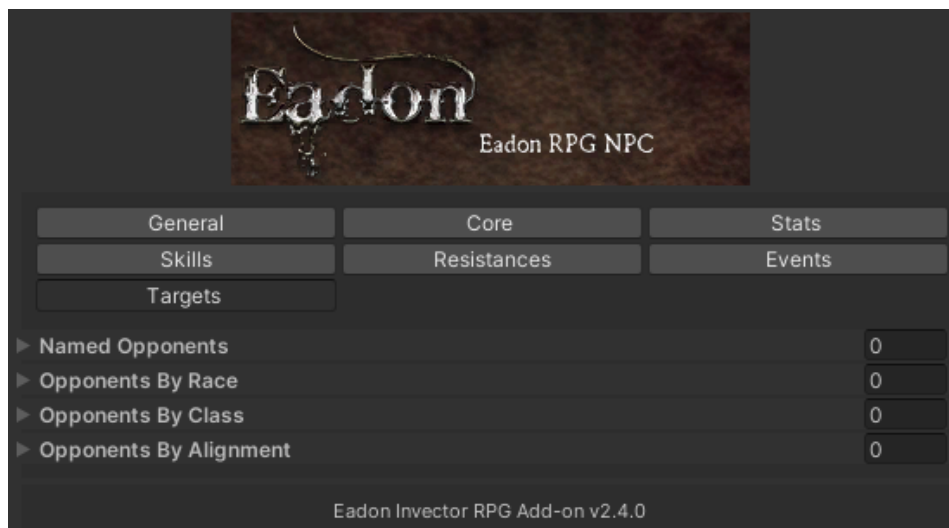 Eadon
Eadon RPG NPC
General Core Stats
Skills Resistances Events
Targets
Named Opponents 0
Opponents By Race 0
Opponents By Class 0
Opponents By Alignment 0
Eadon Invector RPG Add-on v2.4.0